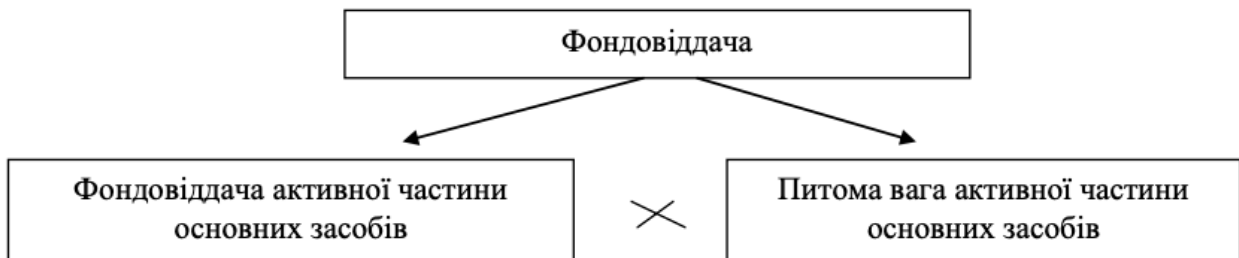 Фондовіддача
Фондовіддача активної частини
основних засобів
Питома вага активної частини
основних засобів